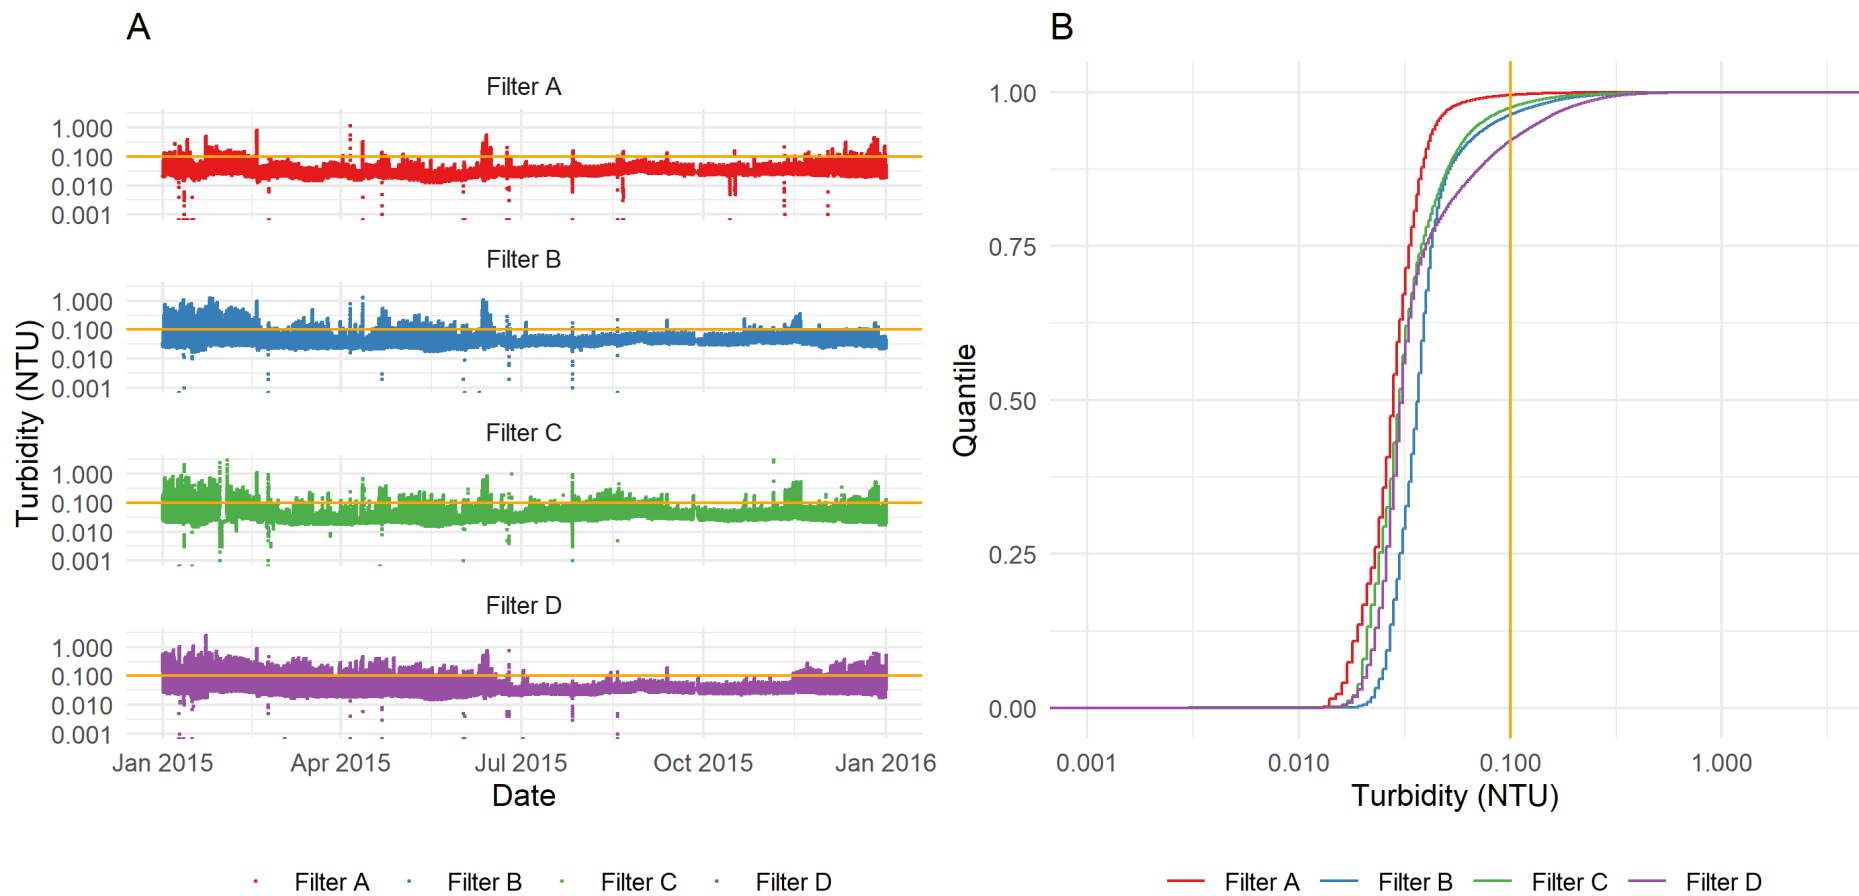 A
Filter A
1.000
0.100
0.010
0.001
Filter B
1.000
0.100
0.010
0.001
Filter C
1.000
0.100
0.010
0.001
Filter D
1.000
0.100
0.010
0.001
Turbidity (NTU)
Jan 2015 Apr 2015 Jul 2015 Oct 2015 Jan 2016
Date
Filter A Filter B Filter C Filter D
B
1.00
0.75
0.50
0.25
0.00
Quantile
0.001 0.010 0.100 1.000
Turbidity (NTU)
Filter A Filter B Filter C Filter D